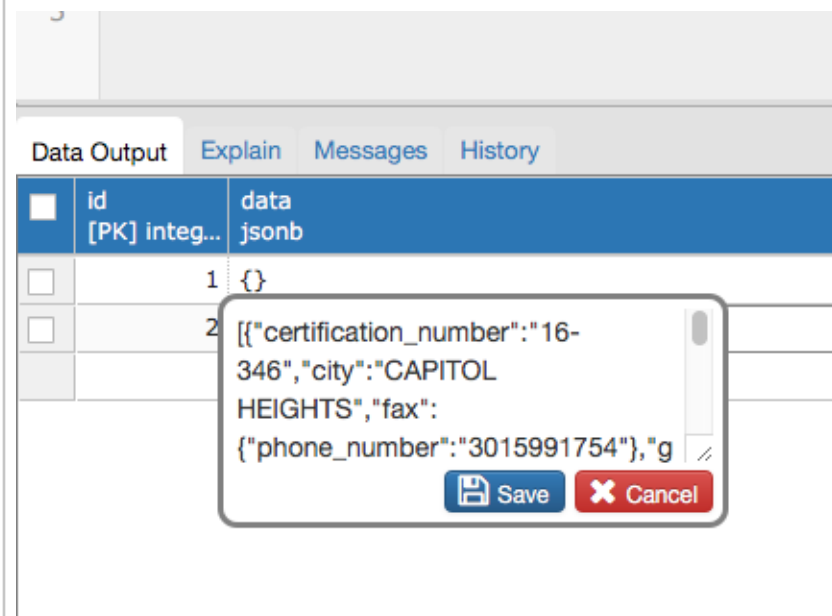 Data Output Explain Messages History
id data
[PK] integ... jsonb
1 {}
2
[{"certification_number":"16-
346","city":"CAPITOL
HEIGHTS","fax":
{"phone_number":"3015991754"},"g
Save Cancel